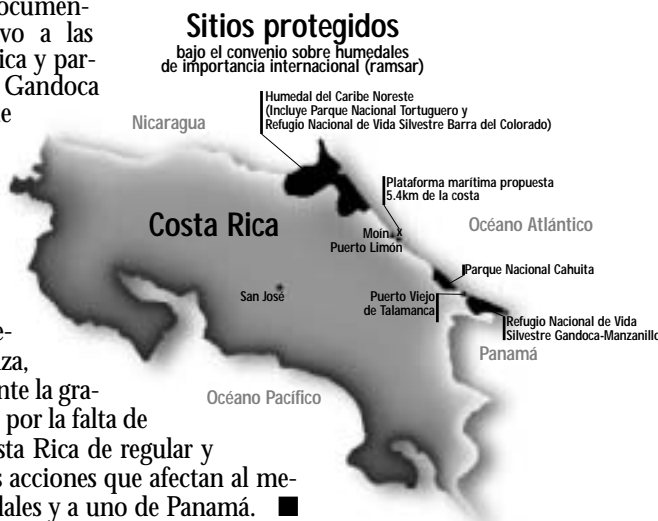 ocumen-
vo a las
ica y par-
Gandoca
e
Sitios protegidos
bajo el convenio sobre humedales
de importancia internacional (ramsar)
Humedal del Caribe Noreste
(Incluye Parque Nacional Tortuguero y
Refugio Nacional de Vida Silvestre Barra del Colorado)
Nicaragua
Plataforma marítima propuesta
5.4km de la costa
Costa Rica
Océano Atlántico
Moín x
Puerto Limón
Parque Nacional Cahuita
San José
Puerto Viejo
de Talamanca
Refugio Nacional de Vida
Silvestre Gandoca-Manzanillo
Panamá
Océano Pacífico
e-
za,
nte la gra-
por la falta de
sta Rica de regular y
s acciones que afectan al me-
dales y a uno de Panamá. ■